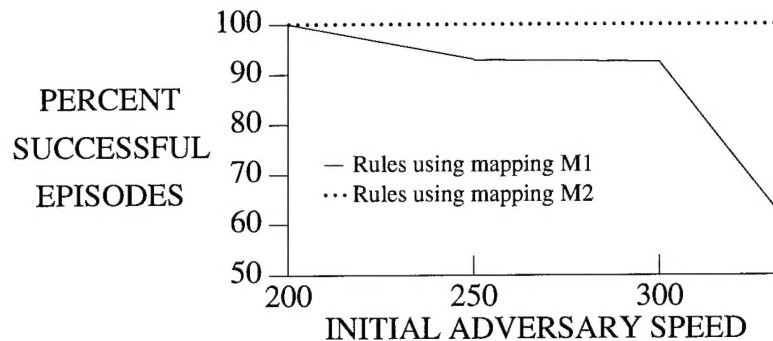 100
90
80
70
60
50
PERCENT
SUCCESSFUL
EPISODES
— Rules using mapping M1
···· Rules using mapping M2
200
250
300
INITIAL ADVERSARY SPEED